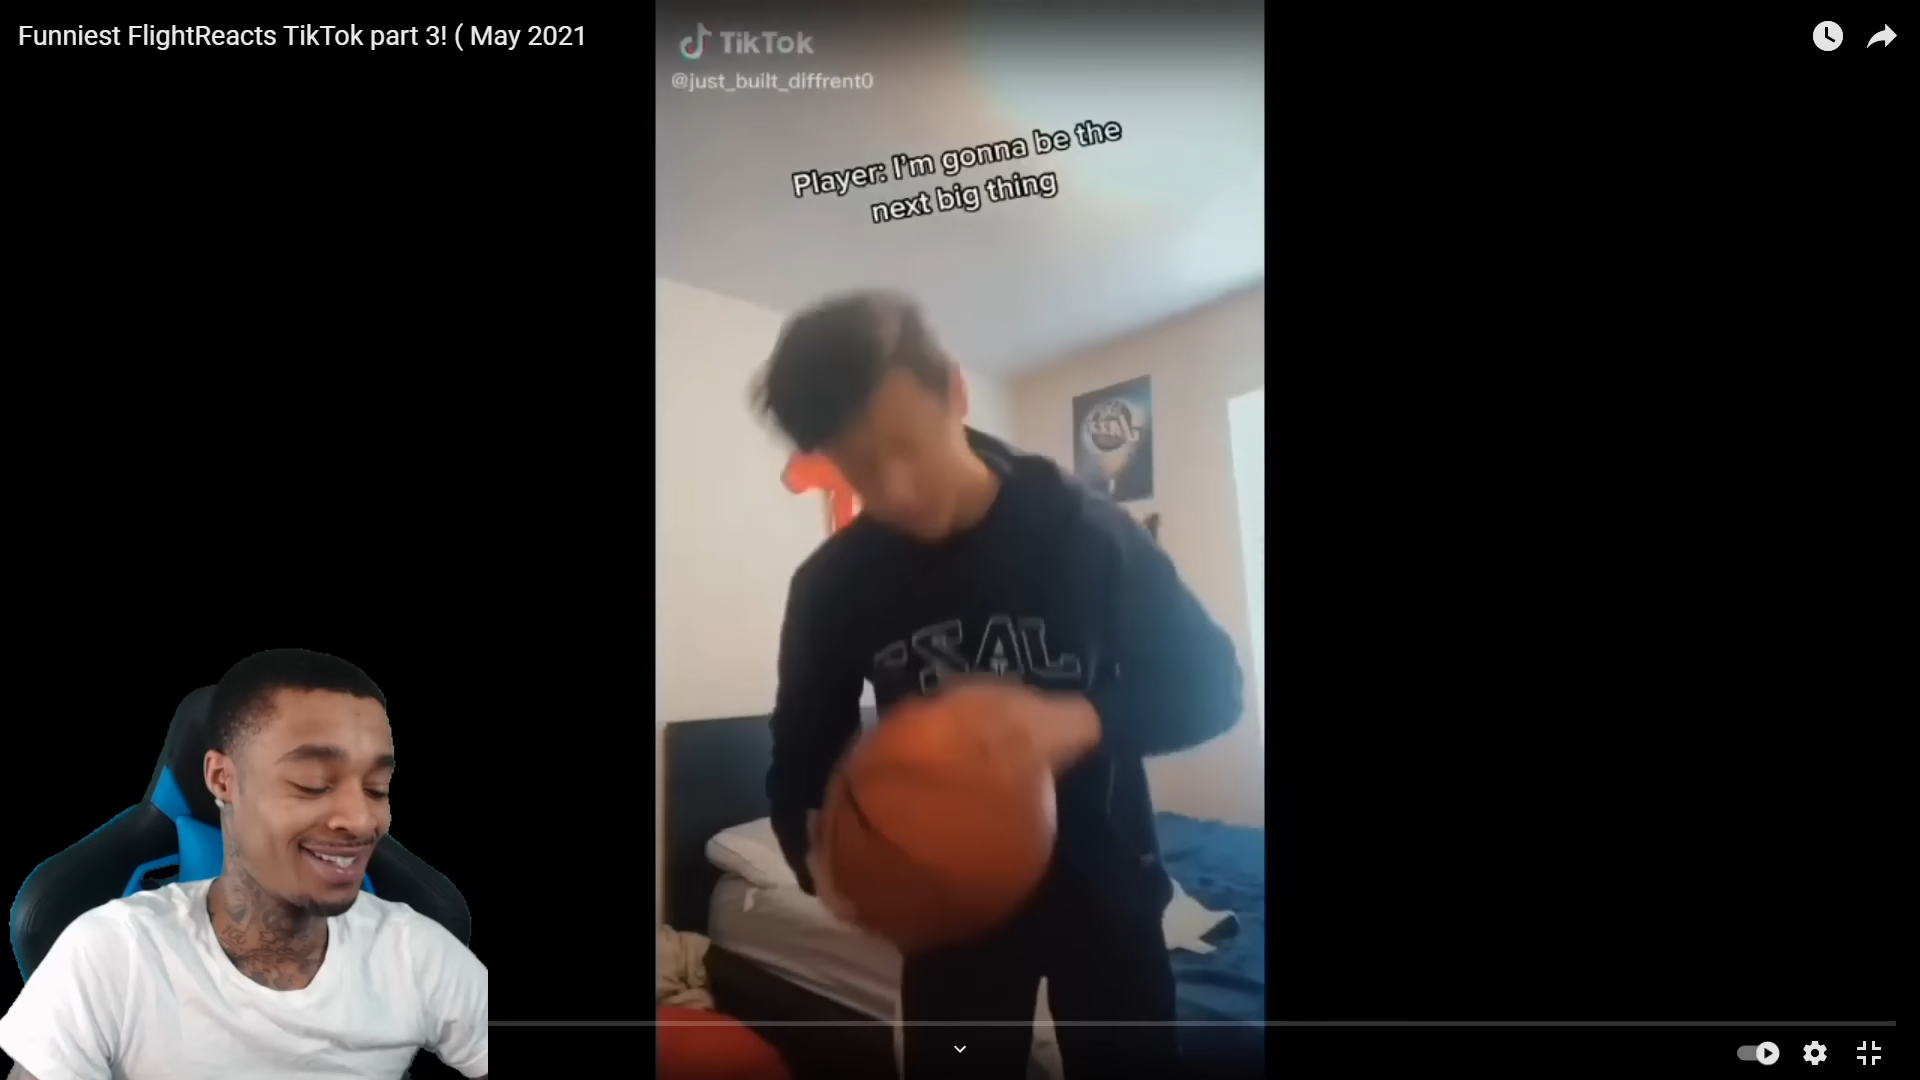 Funniest FlightReacts TikTok part 3! ( May 2021
TikTok
@just_built_diffrent0
Player: I'm gonna be the
next big thing